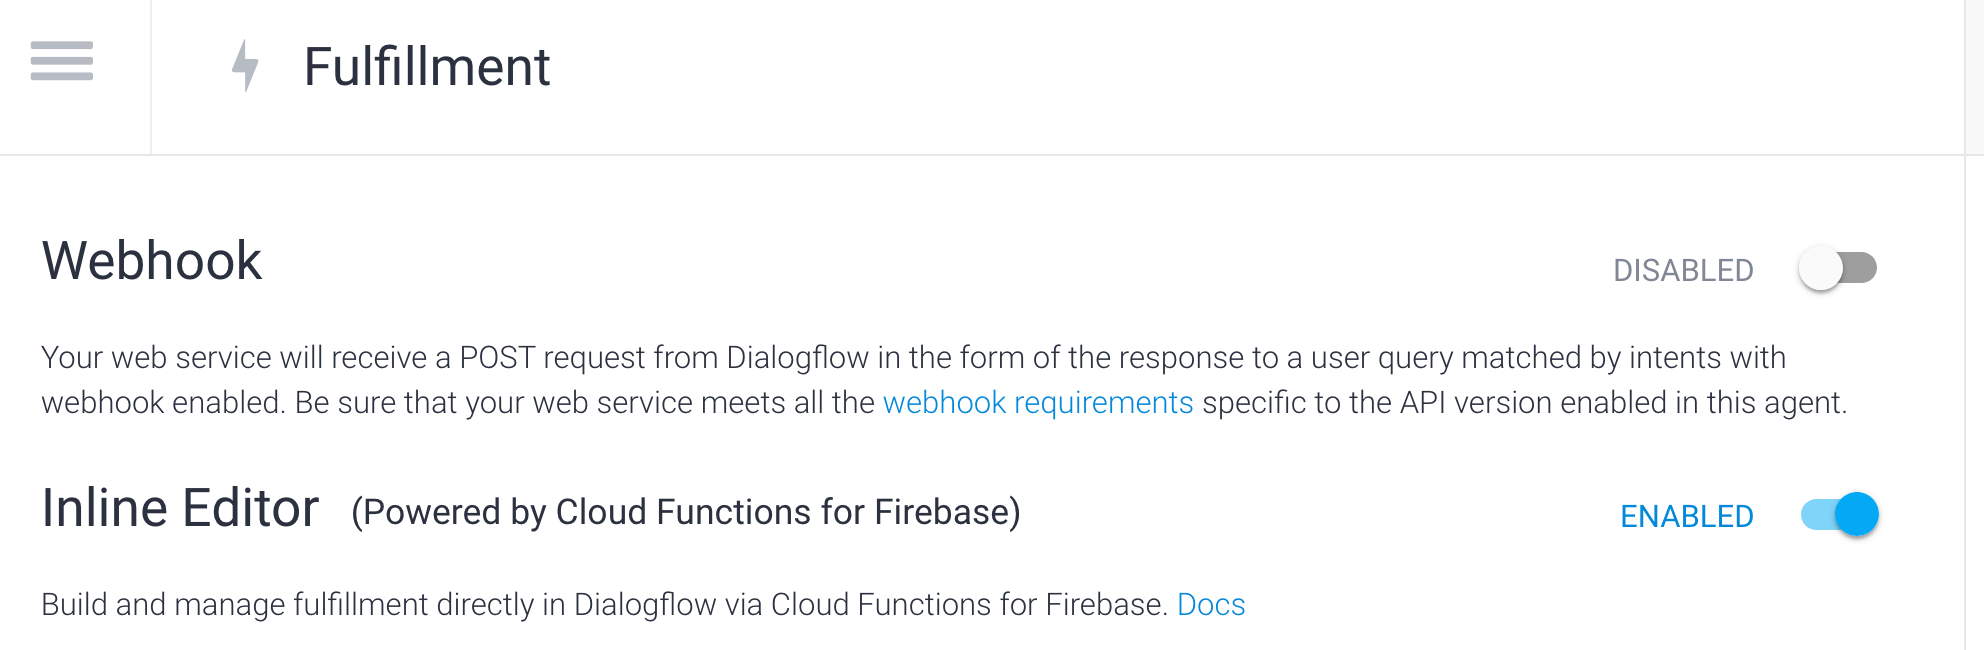 Fulfillment
Webhook
DISABLED
Your web service will receive a POST request from Dialogflow in the form of the response to a user query matched by intents with
webhook enabled. Be sure that your web service meets all the webhook requirements specific to the API version enabled in this agent.
Inline Editor (Powered by Cloud Functions for Firebase)
ENABLED
Build and manage fulfillment directly in Dialogflow via Cloud Functions for Firebase. Docs